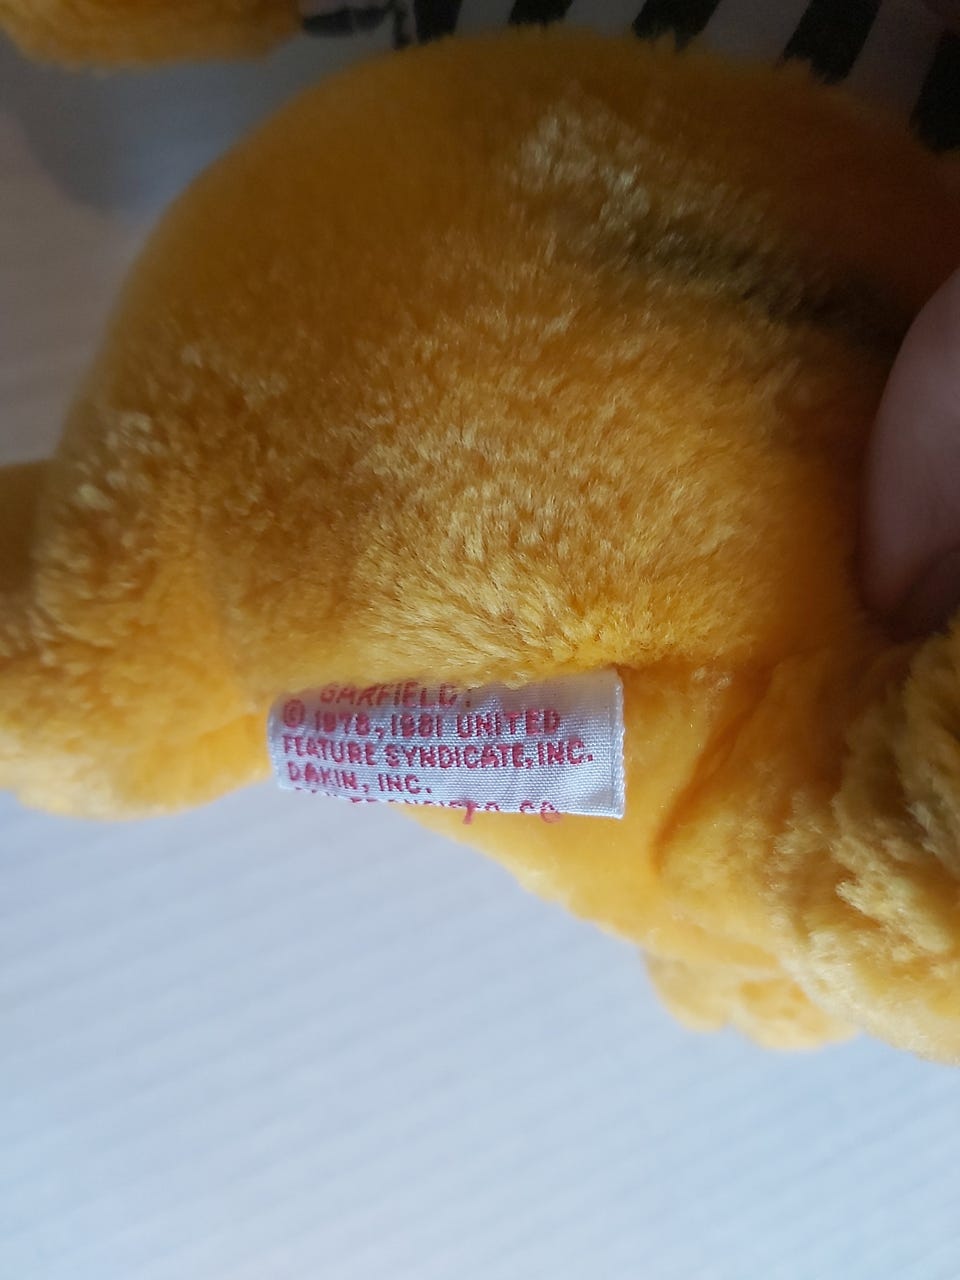 GARFIELD:
© 1978, 1981 UNITED
FEATURE SYNDICATE, INC.
DAKIN, INC.